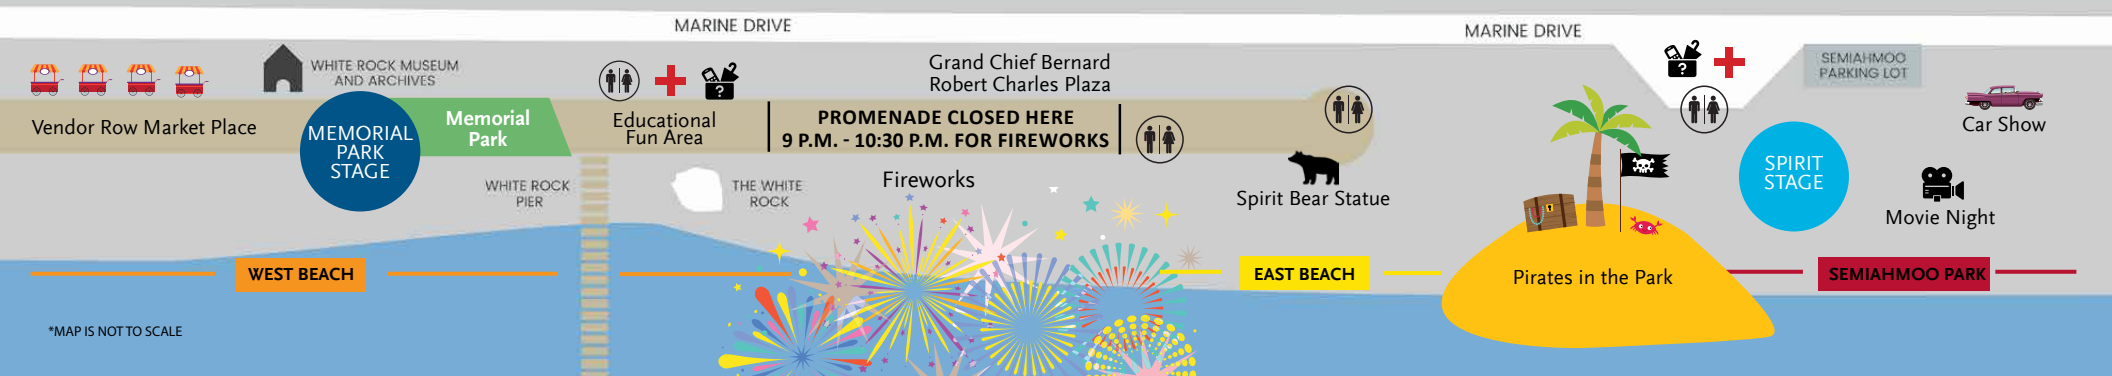 MARINE DRIVE
MARINE DRIVE
WHITE ROCK MUSEUM
AND ARCHIVES
Grand Chief Bernard
Robert Charles Plaza
?
?
SEMIAHMOO
PARKING LOT
Vendor Row Market Place
MEMORIAL
PARK
STAGE
Memorial
Park
Educational
Fun Area
PROMENADE CLOSED HERE
9 P.M. - 10:30 P.M. FOR FIREWORKS
Car Show
WHITE ROCK
PIER
THE WHITE
ROCK
Fireworks
Spirit Bear Statue
SPIRIT
STAGE
Movie Night
WEST BEACH
EAST BEACH
Pirates in the Park
SEMIAHMOO PARK
*MAP IS NOT TO SCALE